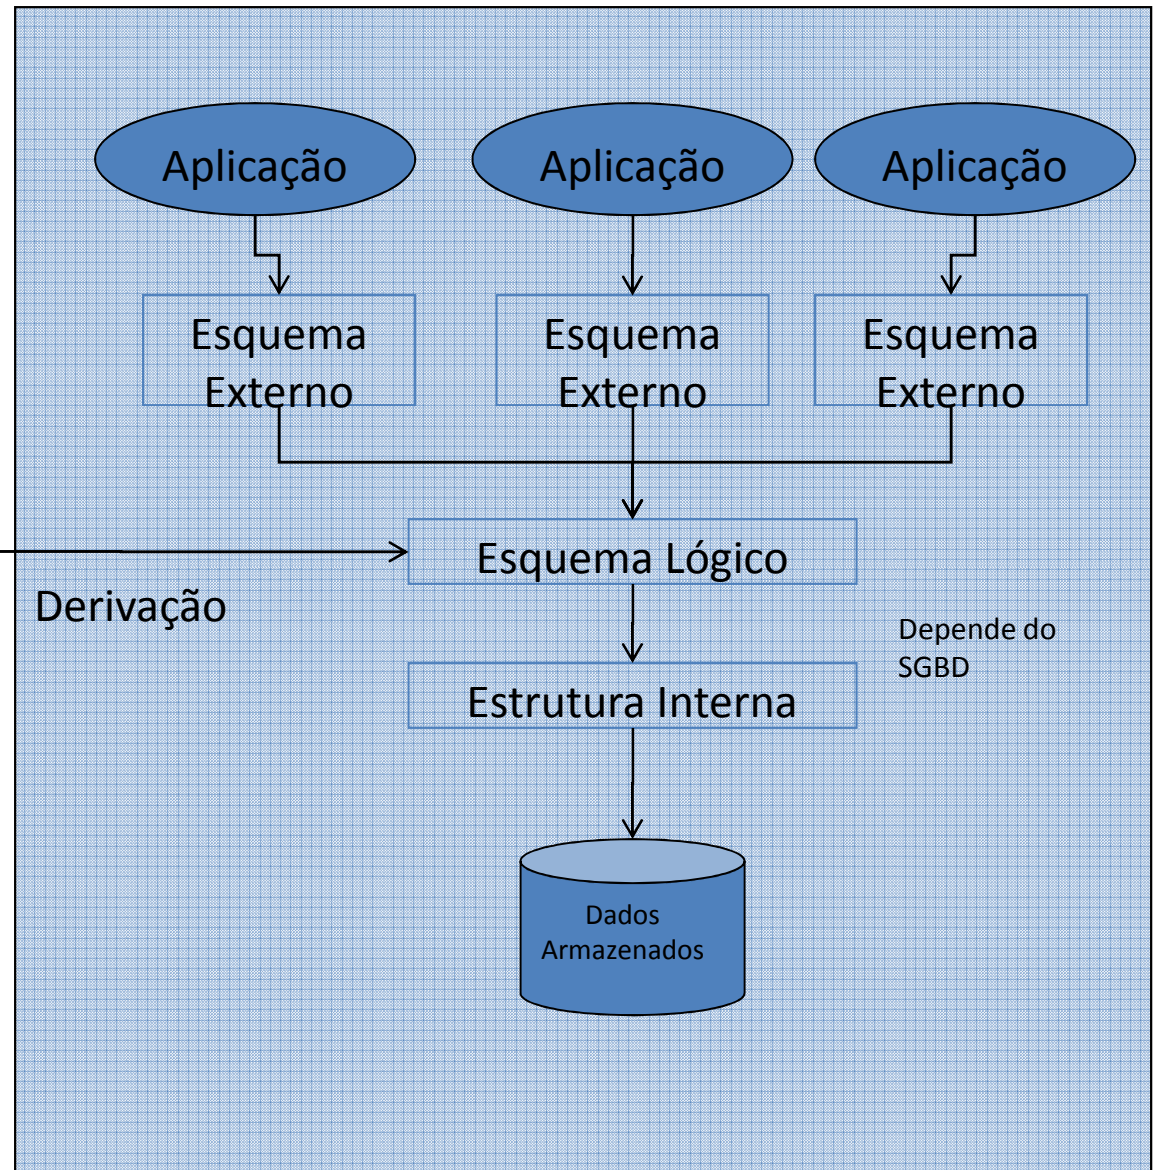 Aplicação
Aplicação
Aplicação
Esquema
Externo
Esquema
Externo
Esquema
Externo
Esquema Lógico
Derivação
Depende do
SGBD
Estrutura Interna
Dados
Armazenados